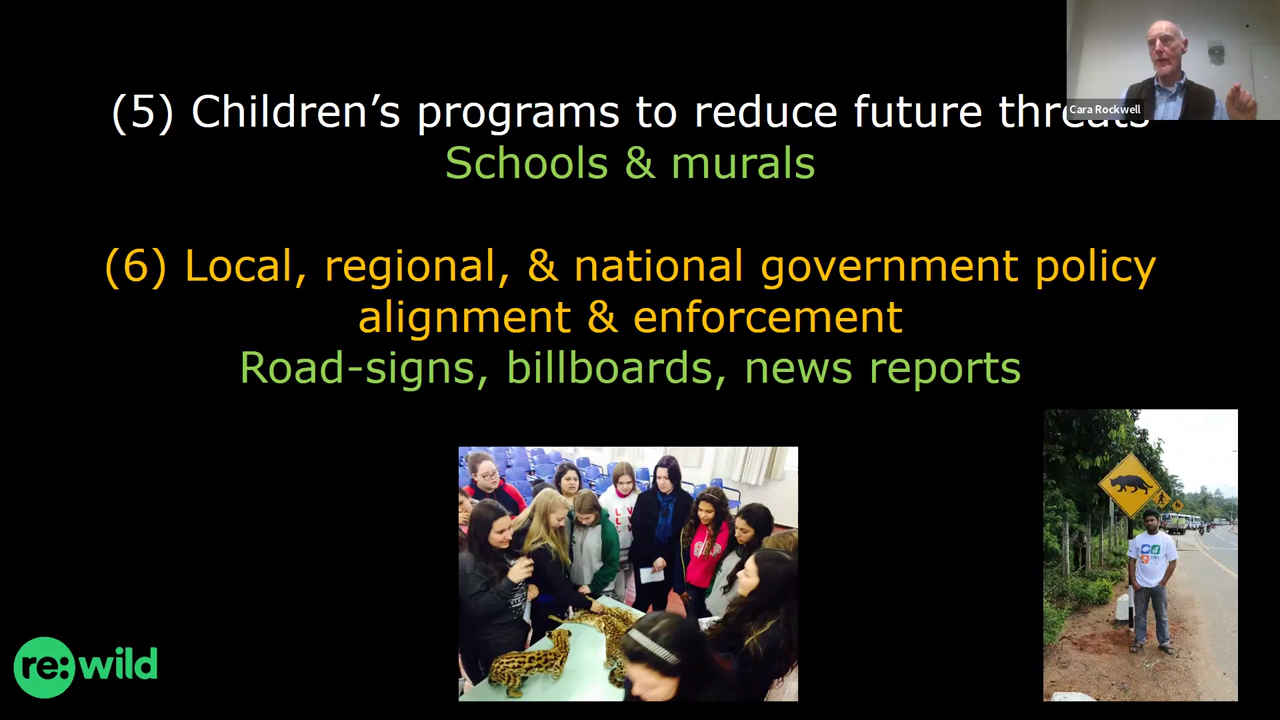 (5) Children's programs to reduce future threats
Cara Rockwell
Schools & murals
(6) Local, regional, & national government policy
alignment & enforcement
Road-signs, billboards, news reports
re:wild